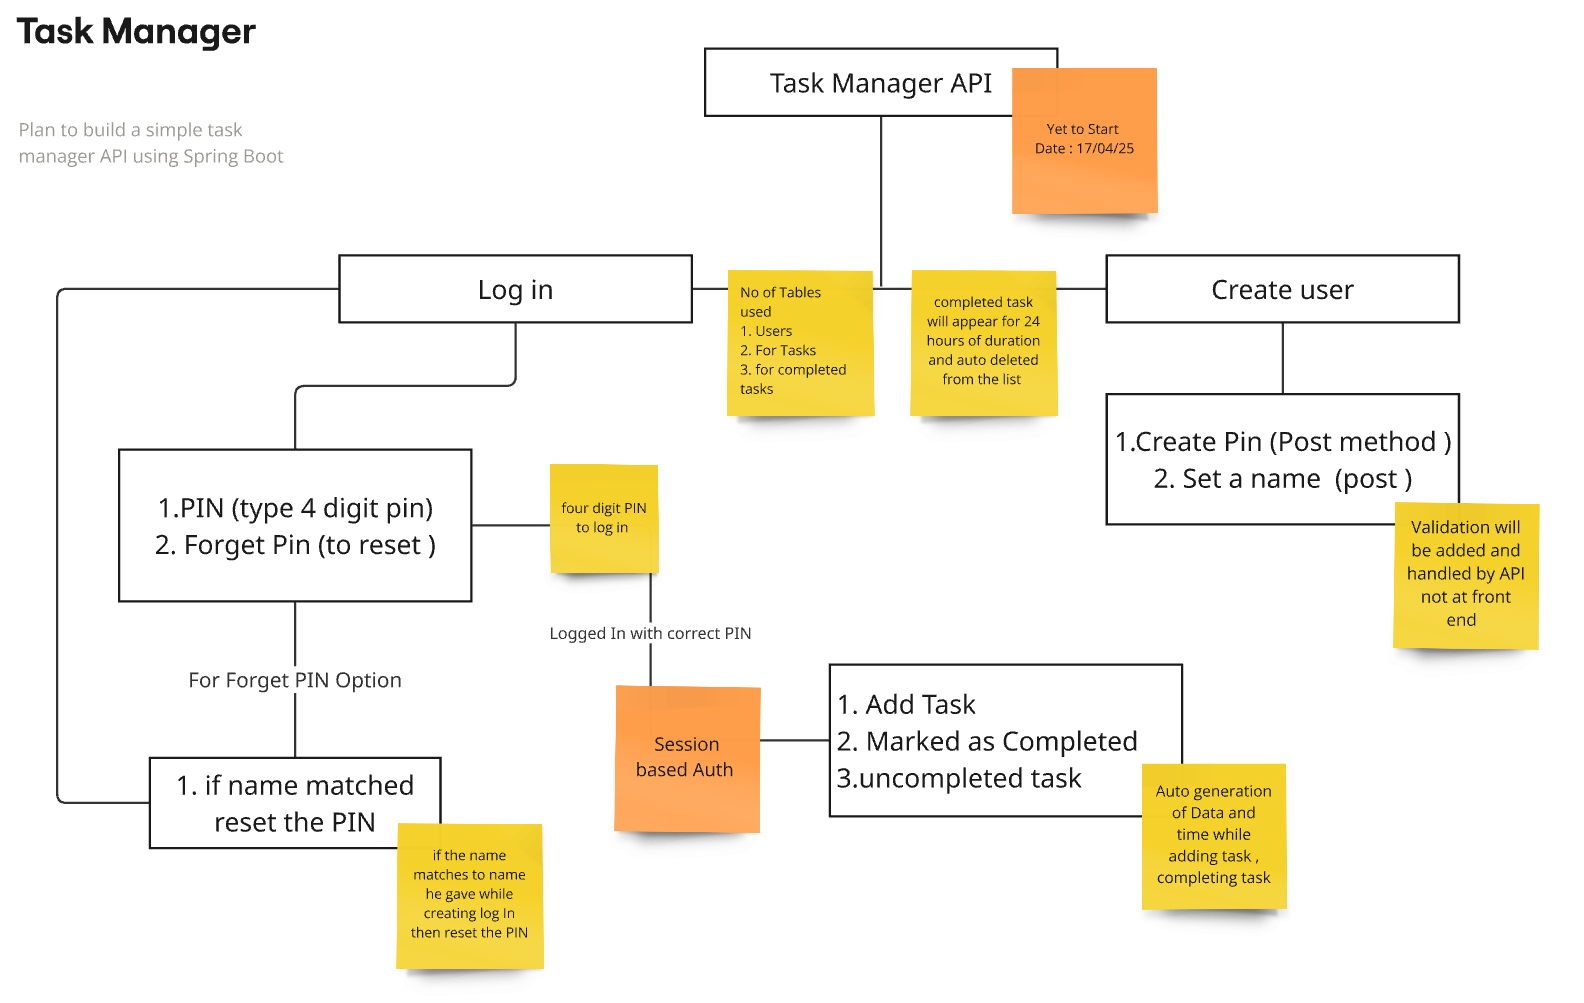 Task Manager
Plan to build a simple task
manager API using Spring Boot
Task Manager API
Yet to Start
Date : 17/04/25
Log in
No of Tables
used
1. Users
2. For Tasks
3. for completed
tasks
completed task
will appear for 24
hours of duration
and auto deleted
from the list
Create user
1.Create Pin (Post method )
2. Set a name (post )
Validation will
be added and
handled by API
not at front
end
1.PIN (type 4 digit pin)
2. Forget Pin (to reset )
four digit PIN
to log in
Logged In with correct PIN
For Forget PIN Option
Session
based Auth
1. Add Task
2. Marked as Completed
3.uncompleted task
Auto generation
of Data and
time while
adding task ,
completing task
1. if name matched
reset the PIN
if the name
matches to name
he gave while
creating log In
then reset the PIN